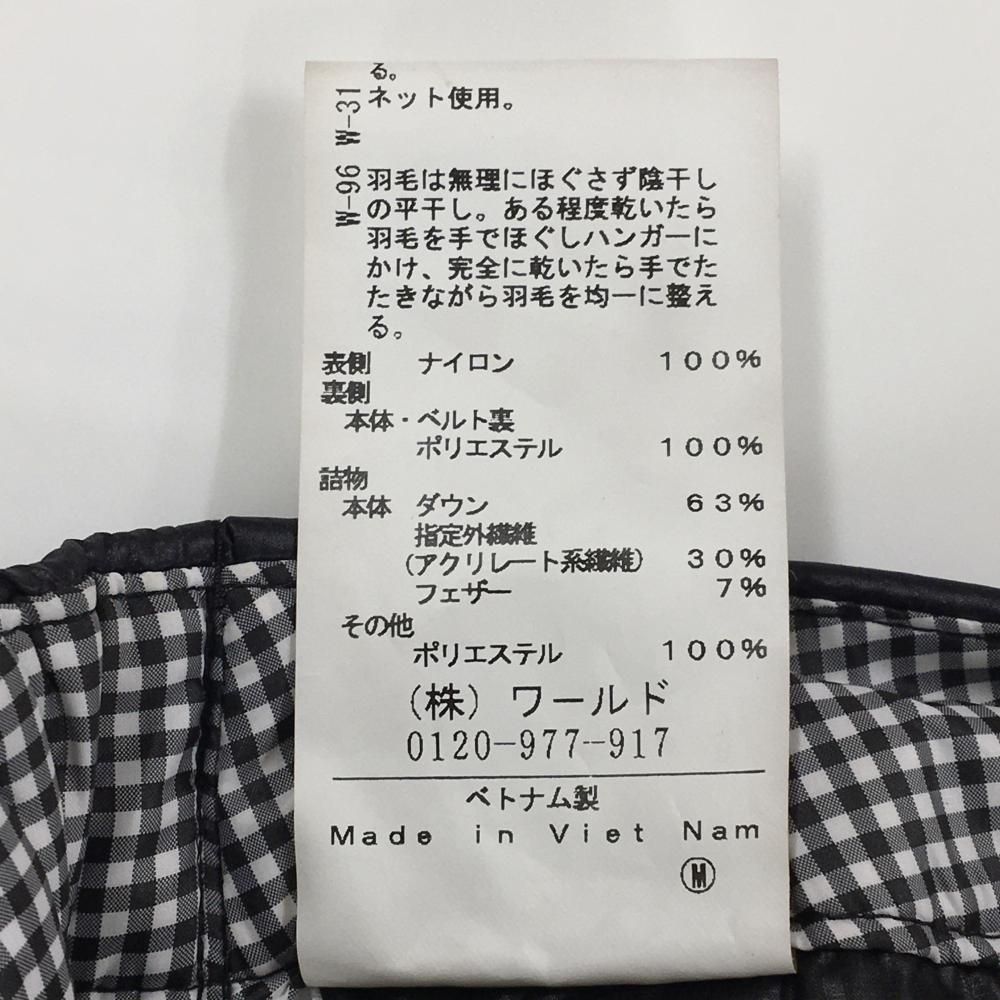 る。
W-31 ネット使用。
W-96 羽毛は無理にほぐさず陰干し
の平干し。ある程度乾いたら
羽毛を手でほぐしハンガーに
かけ、完全に乾いたら手でた
たきながら羽毛を均一に整え
る。
表側 ナイロン 100%
裏側
本体・ベルト裏
ポリエステル 100%
詰物
本体 ダウン 63%
指定外繊維
(アクリレート系繊維) 30%
フェザー 7%
その他
ポリエステル 100%
(株) ワールド
0120-977-917
ベトナム製
Made in Viet Nam
M